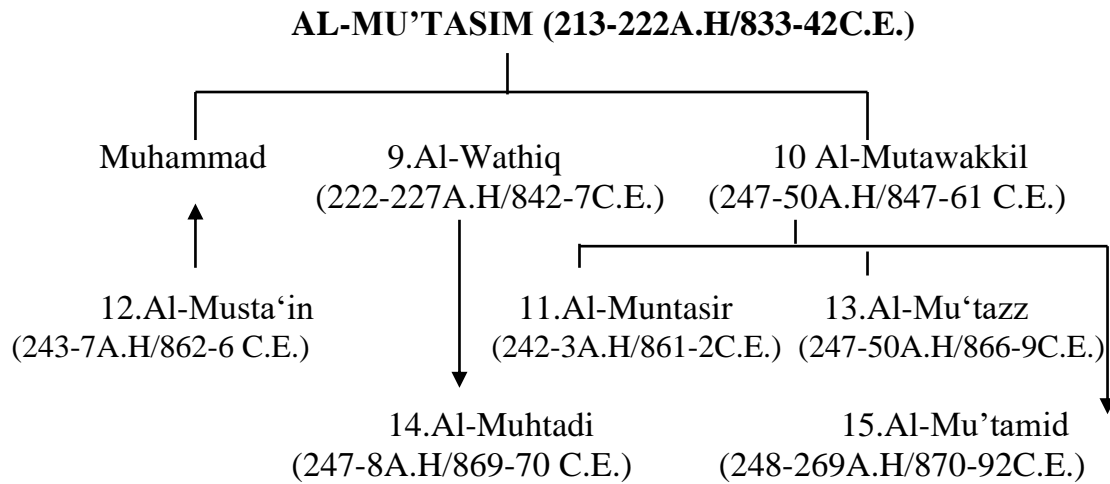 AL-MU’TASIM (213-222A.H/833-42C.E.)
Muhammad 9.Al-Wathiq 10 Al-Mutawakkil
(222-227A.H/842-7C.E.) (247-50A.H/847-61 C.E.)
12.Al-Musta‘in 11.Al-Muntasir 13.Al-Mu‘tazz
(243-7A.H/862-6 C.E.) (242-3A.H/861-2C.E.) (247-50A.H/866-9C.E.)
14.Al-Muhtadi 15.Al-Mu’tamid
(247-8A.H/869-70 C.E.) (248-269A.H/870-92C.E.)